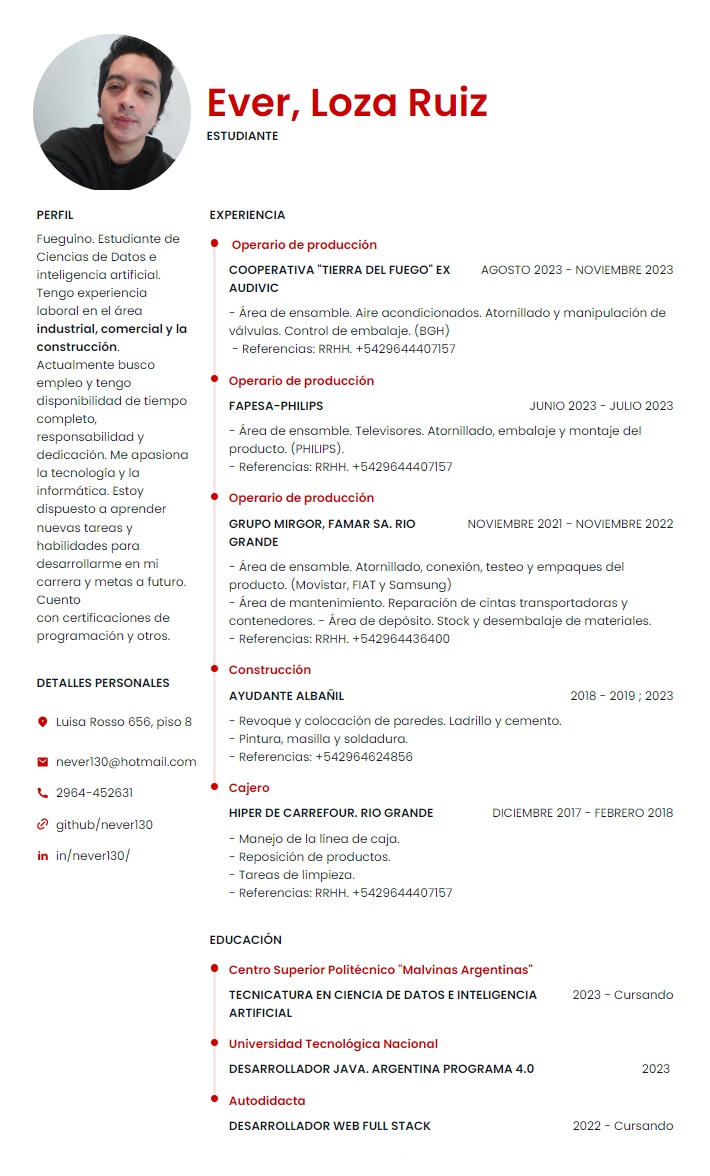 Ever, Loza Ruiz
ESTUDIANTE
PERFIL
Fueguino. Estudiante de
Ciencias de Datos e
inteligencia artificial.
Tengo experiencia
laboral en el área
industrial, comercial y la
construcción.
Actualmente busco
empleo y tengo
disponibilidad de tiempo
completo,
responsabilidad y
dedicación. Me apasiona
la tecnología y la
informática. Estoy
dispuesto a aprender
nuevas tareas y
habilidades para
desarrollarme en mi
carrera y metas a futuro.
Cuento
con certificaciones de
programación y otros.
DETALLES PERSONALES
Luisa Rosso 656, piso 8
never130@hotmail.com
2964-452631
github/never130
in/never130/
EXPERIENCIA
Operario de producción
COOPERATIVA "TIERRA DEL FUEGO" EX AGOSTO 2023 - NOVIEMBRE 2023
AUDIVIC
- Área de ensamble. Aire acondicionados. Atornillado y manipulación de
válvulas. Control de embalaje. (BGH)
- Referencias: RRHH. +5429644407157
Operario de producción
FAPESA-PHILIPS JUNIO 2023 - JULIO 2023
- Área de ensamble. Televisores. Atornillado, embalaje y montaje del
producto. (PHILIPS).
- Referencias: RRHH. +5429644407157
Operario de producción
GRUPO MIRGOR, FAMAR SA. RIO NOVIEMBRE 2021 - NOVIEMBRE 2022
GRANDE
- Área de ensamble. Atornillado, conexión, testeo y empaques del
producto. (Movistar, FIAT y Samsung)
- Área de mantenimiento. Reparación de cintas transportadoras y
contenedores. - Área de depósito. Stock y desembalaje de materiales.
- Referencias: RRHH. +542964436400
Construcción
AYUDANTE ALBAÑIL 2018 - 2019 ; 2023
- Revoque y colocación de paredes. Ladrillo y cemento.
- Pintura, masilla y soldadura.
- Referencias: +542964624856
Cajero
HIPER DE CARREFOUR. RIO GRANDE DICIEMBRE 2017 - FEBRERO 2018
- Manejo de la línea de caja.
- Reposición de productos.
- Tareas de limpieza.
- Referencias: RRHH. +5429644407157
EDUCACIÓN
Centro Superior Politécnico "Malvinas Argentinas"
TECNICATURA EN CIENCIA DE DATOS E INTELIGENCIA 2023 - Cursando
ARTIFICIAL
Universidad Tecnológica Nacional
DESARROLLADOR JAVA. ARGENTINA PROGRAMA 4.0 2023
Autodidacta
DESARROLLADOR WEB FULL STACK 2022 - Cursando